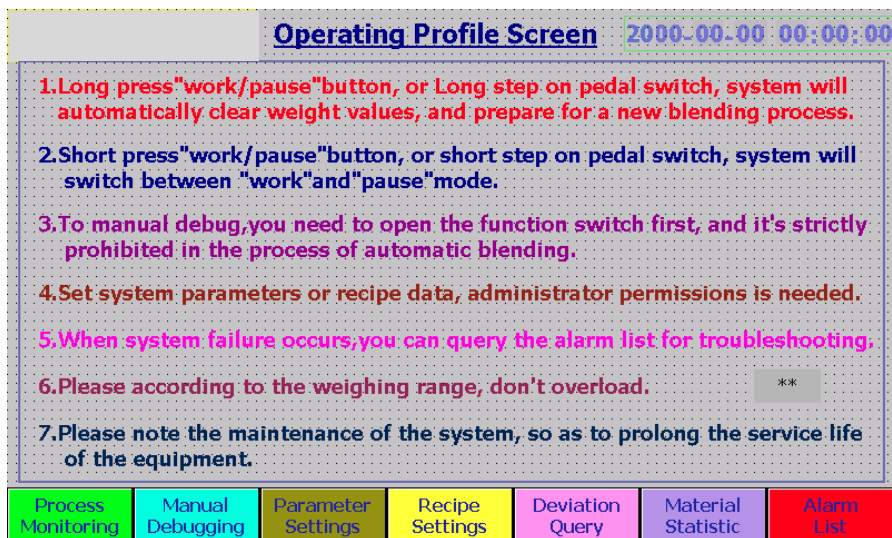 Operating Profile Screen 2000-00-00 00:00:00
1.Long press"work/pause"button, or Long step on pedal switch, system will
automatically clear weight values, and prepare for a new blending process.
2.Short press"work/pause"button, or short step on pedal switch, system will
switch between "work"and"pause"mode.
3.To manual debug,you need to open the function switch first, and it's strictly
prohibited in the process of automatic blending.
4.Set system parameters or recipe data, administrator permissions is needed.
5.When system failure occurs,you can query the alarm list for troubleshooting.
6.Please according to the weighing range, don't overload. **
7.Please note the maintenance of the system, so as to prolong the service life
of the equipment.
Process Manual Parameter Recipe Deviation Material Alarm
Monitoring Debugging Settings Settings Query Statistic List